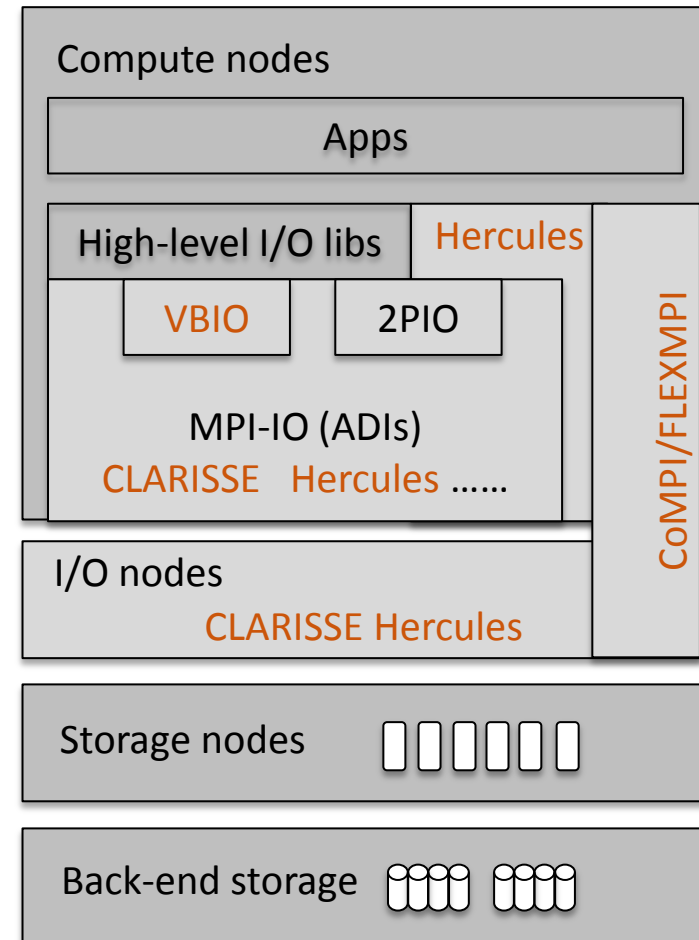 Compute nodes
Apps
High-level I/O libs
Hercules
VBIO
2PIO
MPI-IO (ADIs)
CLARISSE Hercules ......
CoMPI/FLEXMPI
I/O nodes
CLARISSE Hercules
Storage nodes
Back-end storage